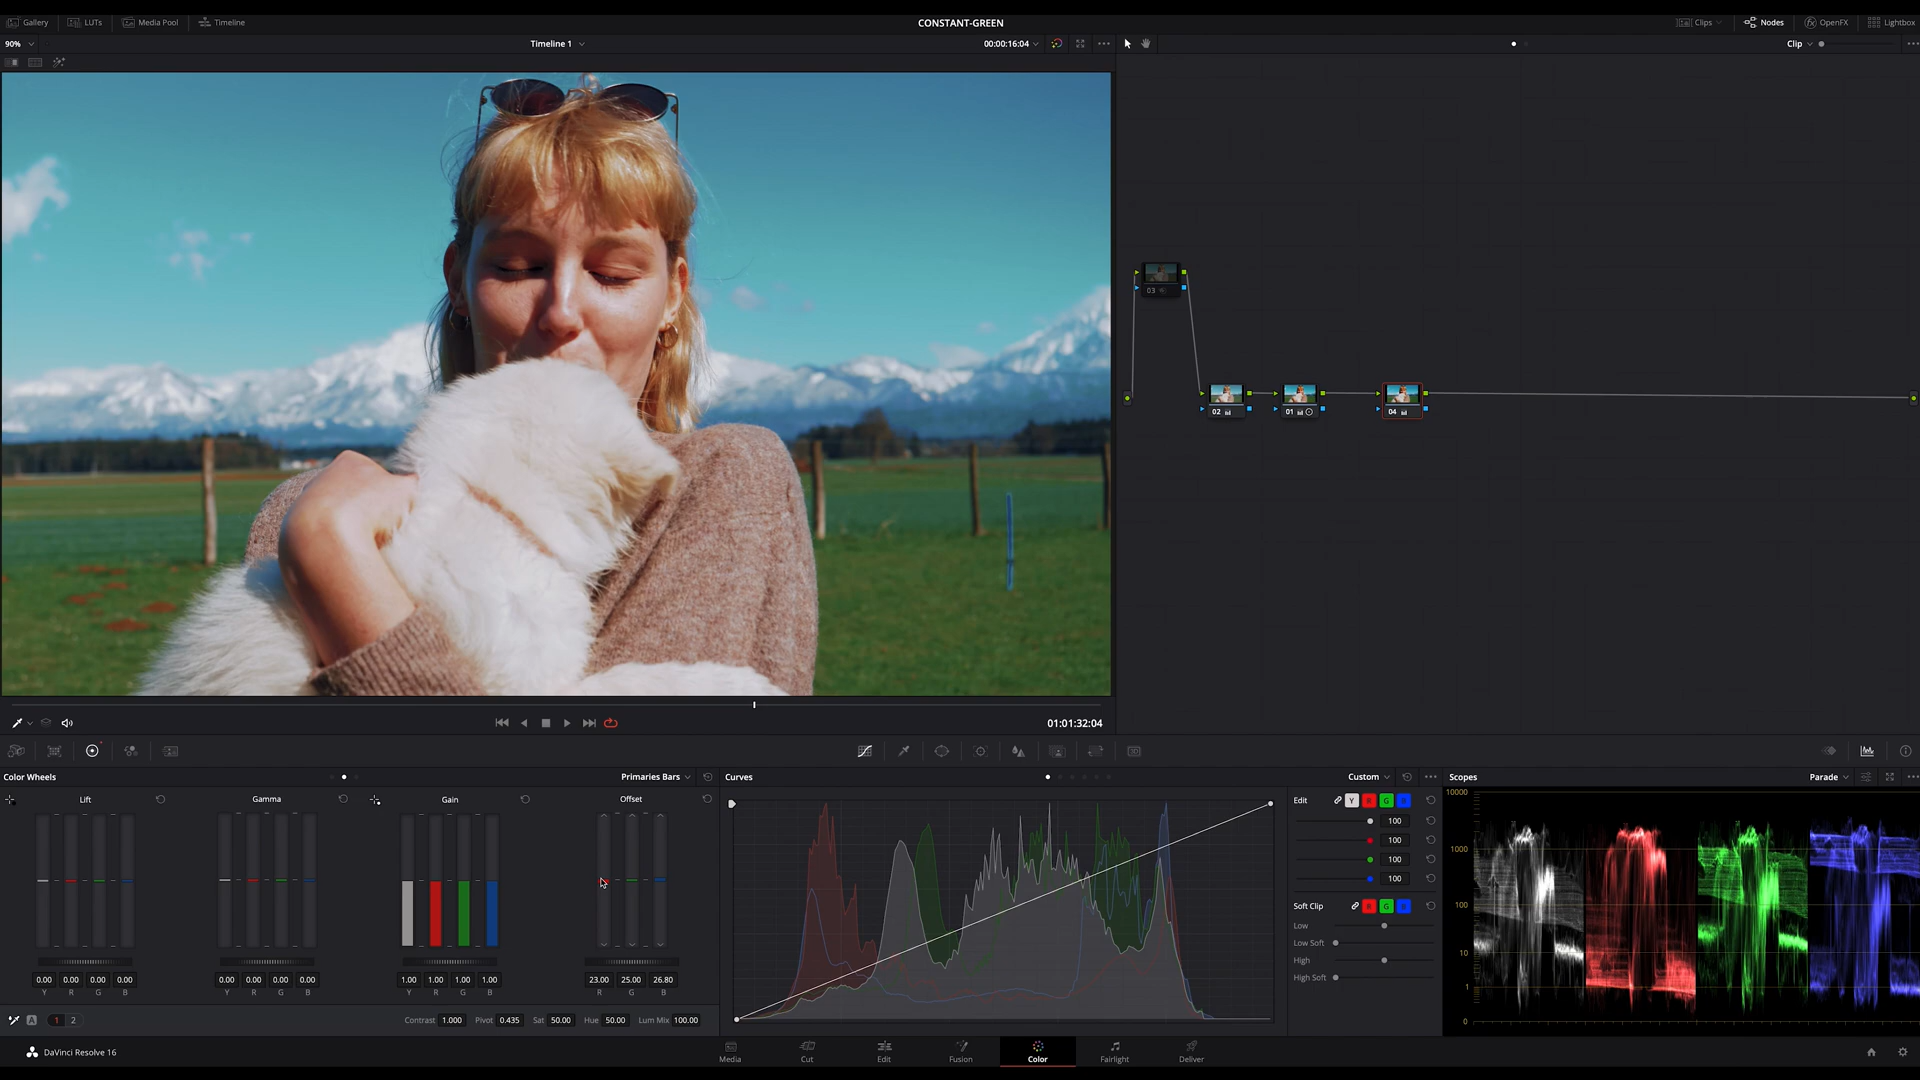 Gallery LUTs Media Pool Timeline CONSTANT-GREEN Clips Nodes OpenFX Lightbox
90% Timeline 1 00:00:16:04 Clip
03
02 01 04
01:01:32:04
Color Wheels Primaries Bars Curves Custom Scopes Parade
Lift Gamma Gain Offset
Edit Y R G 
100
100
100
100
Soft Clip R G 
Low
Low Soft
High
High Soft
10000
1000
100
10
1
0
0.00 0.00 0.00 0.00 0.00 0.00 0.00 0.00 1.00 1.00 1.00 1.00 23.00 25.00 26.80
Y R G B Y R G B Y R G B R G B
A 1 2 Contrast 1.000 Pivot 0.435 Sat 50.00 Hue 50.00 Lum Mix 100.00
DaVinci Resolve 16
Media Cut Edit Fusion Color Fairlight Deliver